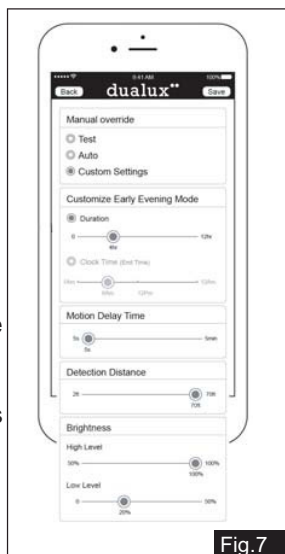 9:41 AM 100%
Back dualux Save
Manual override
Test
Auto
Custom Settings
Customize Early Evening Mode
Duration
0 12hr
4hr
Clock Time (End Time)
12Pm
Motion Delay Time
5s 5min
5s
Detection Distance
2ft 70ft
70ft
Brightness
High Level
50% 100%
100%
Low Level
0 50%
20%
e
s
Fig.7